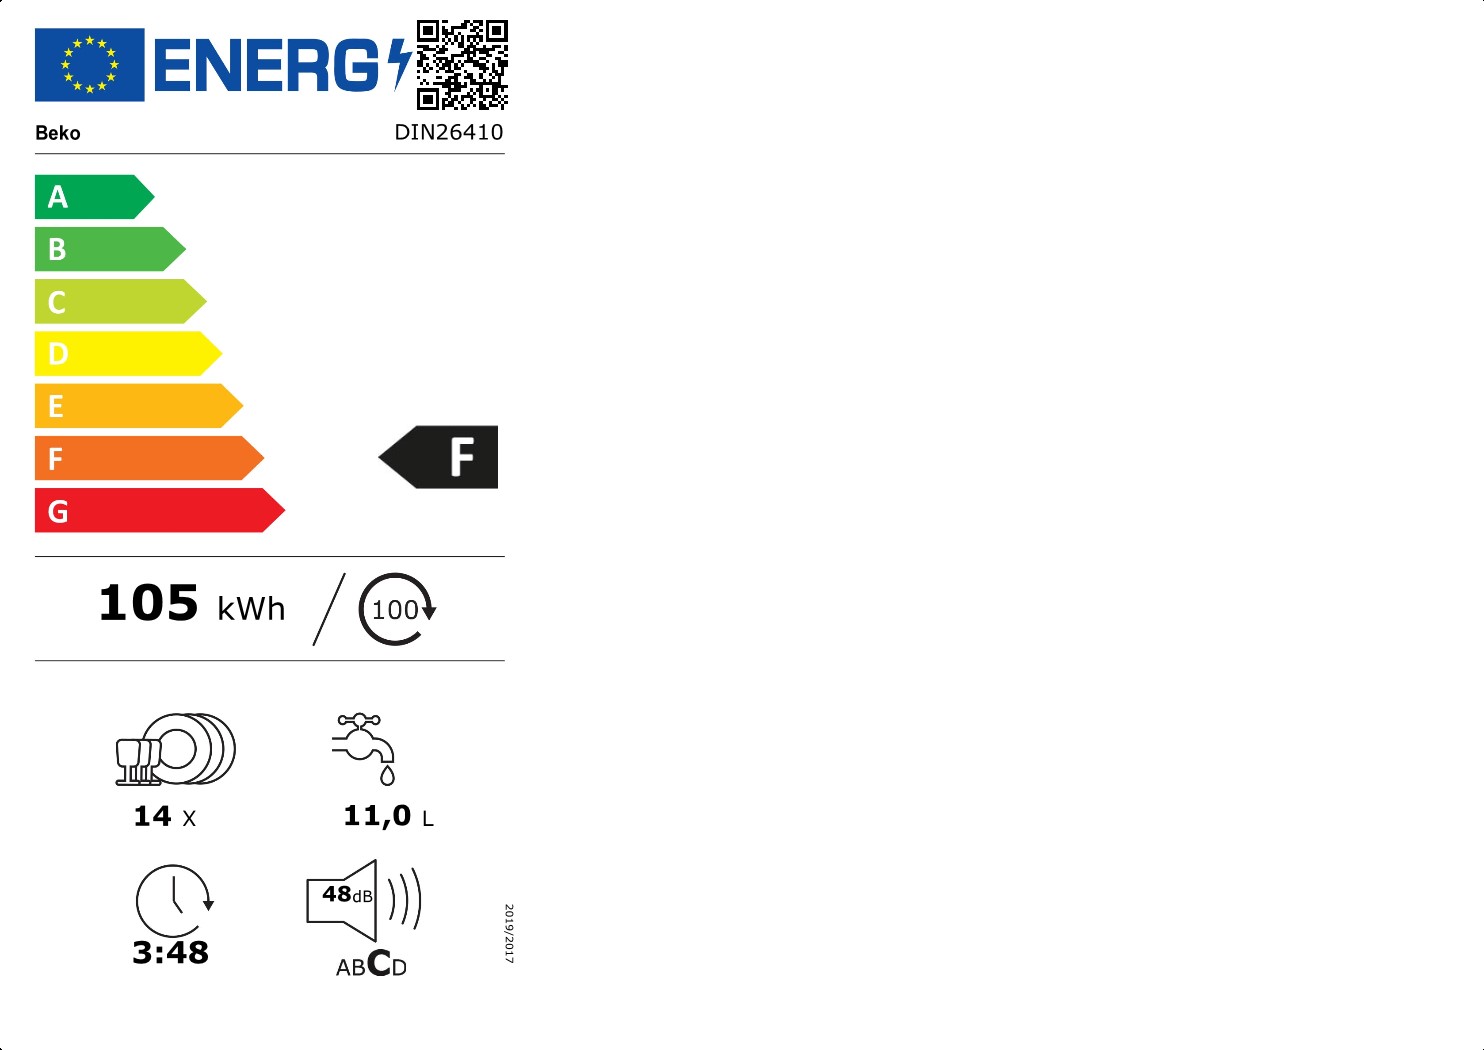 ENERG
Beko DIN26410
A
B
C
D
E
F
F
G
105 kWh / 100
14 x
11,0 L
3:48
48dB
ABCD
2019/2017